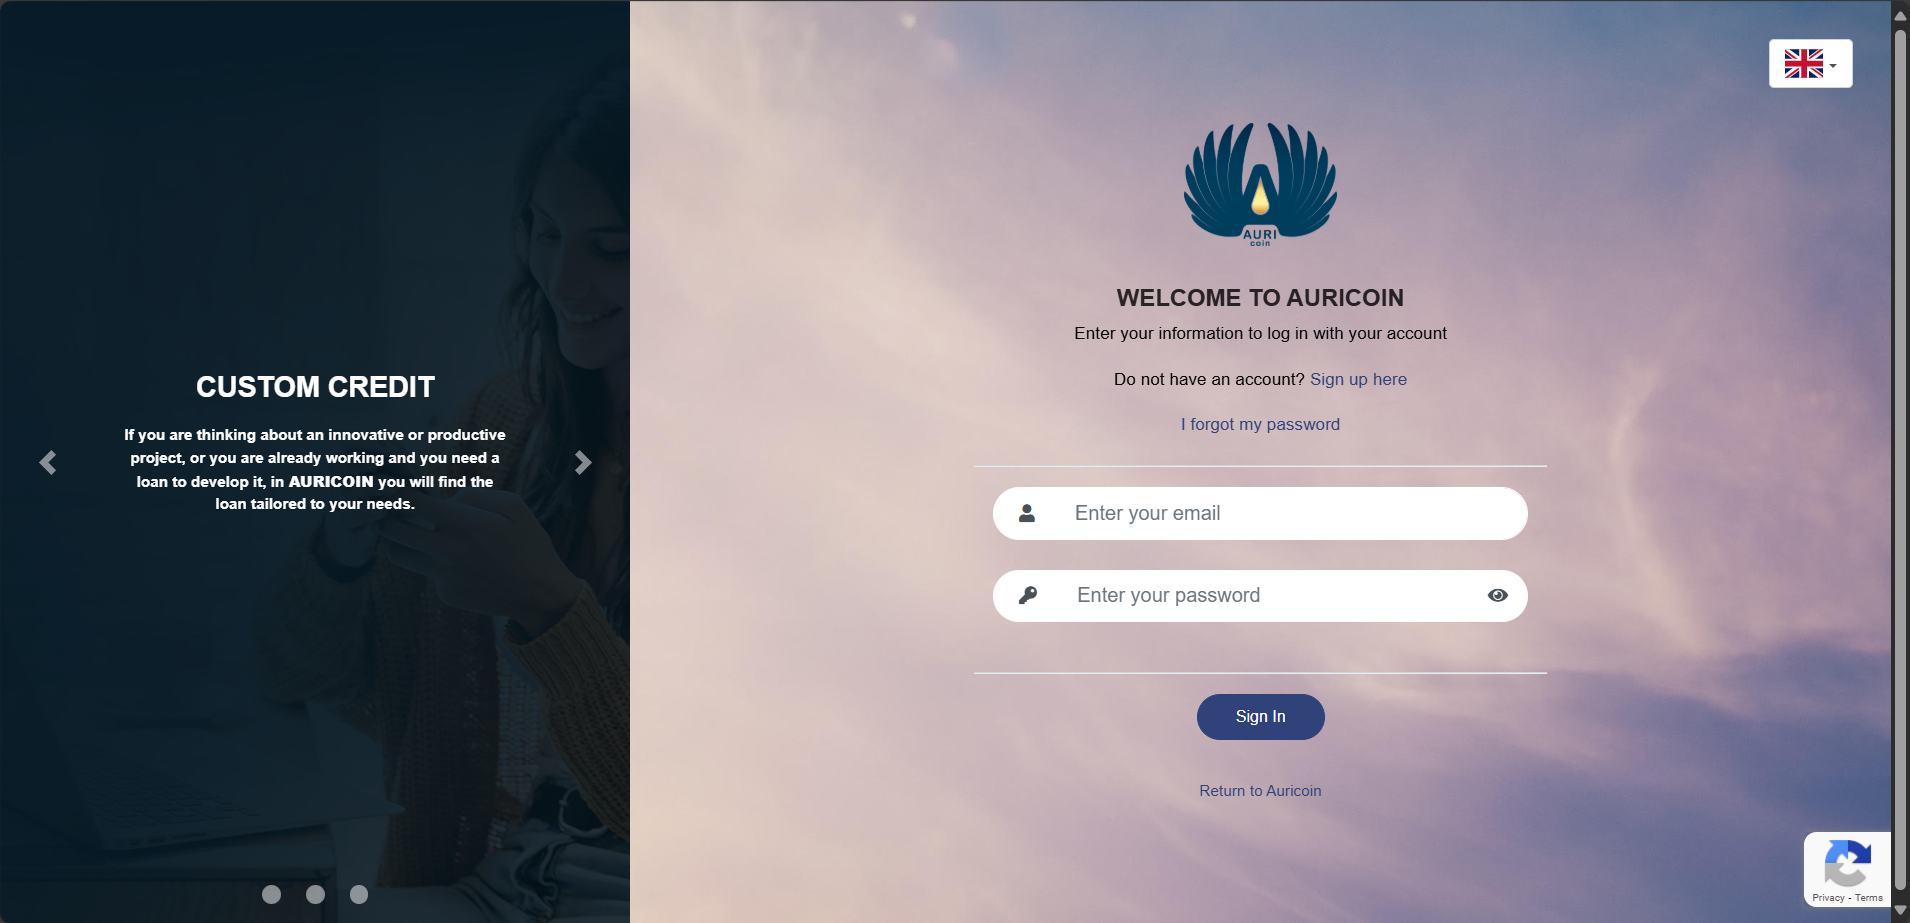 CUSTOM CREDIT
If you are thinking about an innovative or productive
project, or you are already working and you need a
loan to develop it, in AURICOIN you will find the
loan tailored to your needs.
AURI
coin
WELCOME TO AURICOIN
Enter your information to log in with your account
Do not have an account? Sign up here
I forgot my password
Enter your email
Enter your password
Sign In
Return to Auricoin
Privacy - Terms